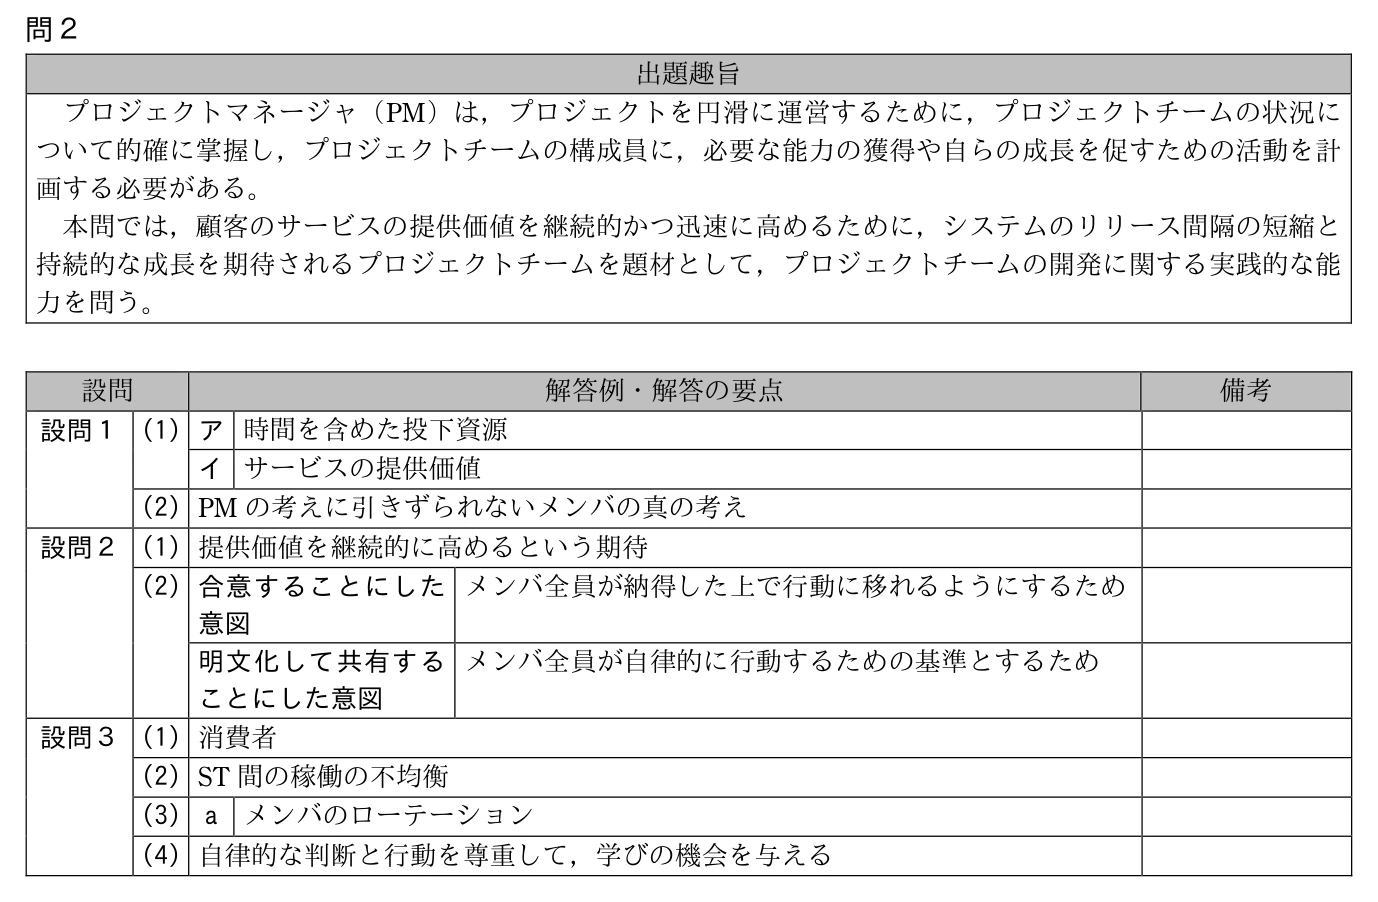 問２
出題趣旨
プロジェクトマネージャ（PM）は，プロジェクトを円滑に運営するために，プロジェクトチームの状況に
ついて的確に掌握し，プロジェクトチームの構成員に，必要な能力の獲得や自らの成長を促すための活動を計
画する必要がある。
本問では，顧客のサービスの提供価値を継続的かつ迅速に高めるために，システムのリリース間隔の短縮と
持続的な成長を期待されるプロジェクトチームを題材として，プロジェクトチームの開発に関する実践的な能
力を問う。
設問 解答例・解答の要点 備考
設問１ (1) ア 時間を含めた投下資源
イ サービスの提供価値
(2) PM の考えに引きずられないメンバの真の考え
設問２ (1) 提供価値を継続的に高めるという期待
(2) 合意することにした メンバ全員が納得した上で行動に移れるようにするため
意図
明文化して共有する メンバ全員が自律的に行動するための基準とするため
ことにした意図
設問３ (1) 消費者
(2) ST 間の稼働の不均衡
(3) a メンバのローテーション
(4) 自律的な判断と行動を尊重して，学びの機会を与える